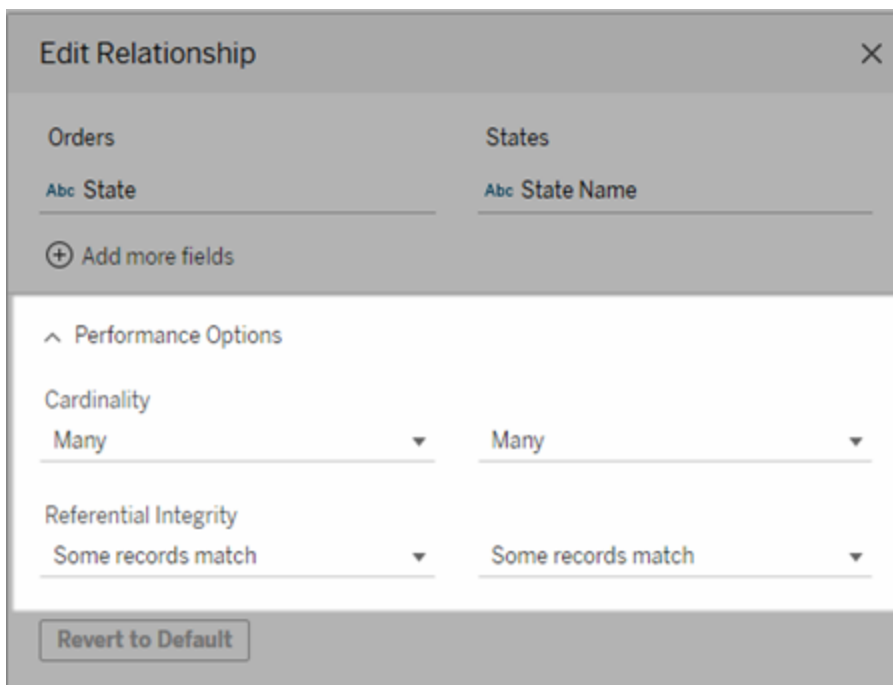 Edit Relationship
Orders States
Abc State Abc State Name
Add more fields
Performance Options
Cardinality
Many Many
Referential Integrity
Some records match Some records match
Revert to Default